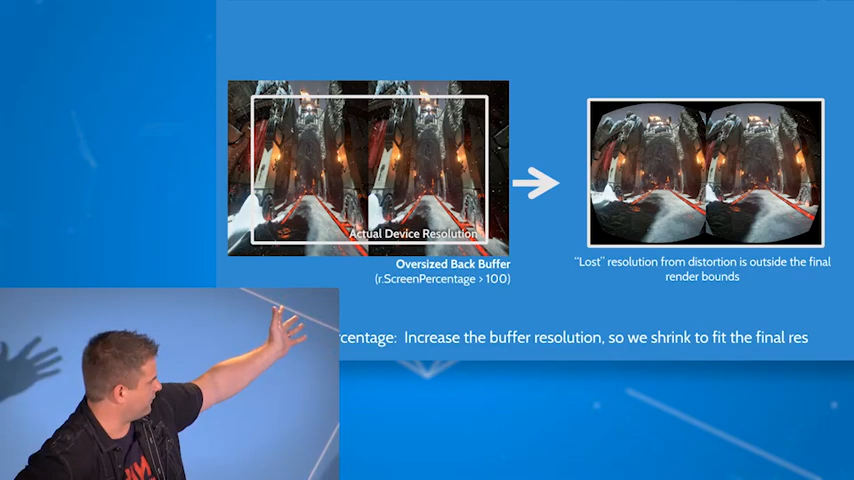 Actual Device Resolution
Oversized Back Buffer
(r.ScreenPercentage > 100)
"Lost" resolution from distortion is outside the final
render bounds
centage: Increase the buffer resolution, so we shrink to fit the final res